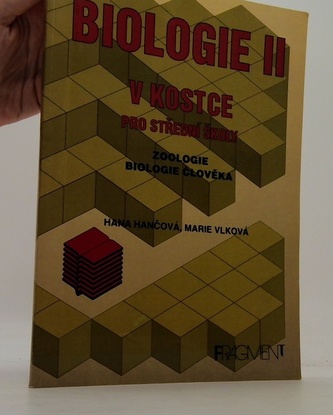 BIOLOGIE II
V KOSTCE
PRO STŘEDNÍ ŠKOLY
ZOOLOGIE
BIOLOGIE ČLOVĚKA
HANA HANČOVÁ, MARIE VLKOVÁ
FRAGMENT